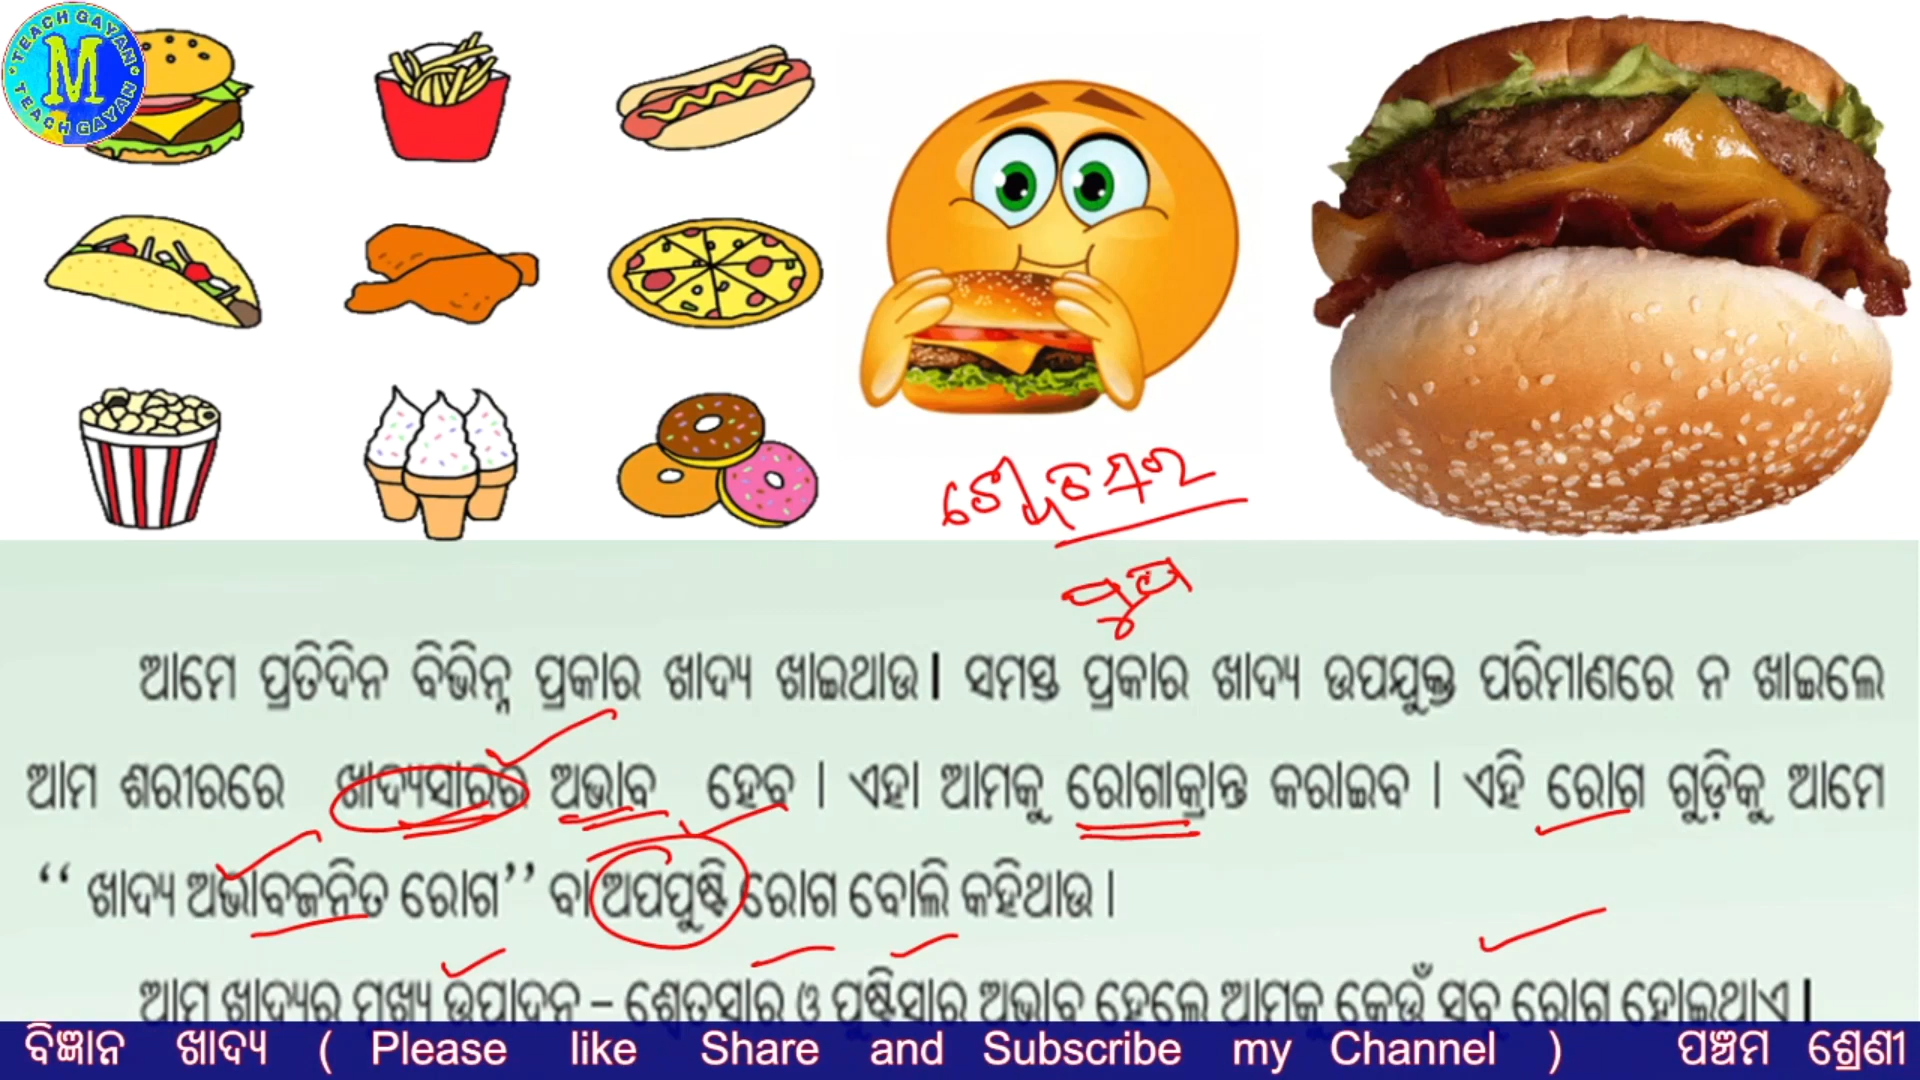 TEACH GAYAN
M
TEACH GAYAN
ଆମେ ପ୍ରତିଦିନ ବିଭିନ୍ନ ପ୍ରକାର ଖାଦ୍ୟ ଖାଇଥାଉ। ସମସ୍ତ ପ୍ରକାର ଖାଦ୍ୟ ଉପଯୁକ୍ତ ପରିମାଣରେ ନ ଖାଇଲେ
ଆମ ଶରୀରରେ ଖାଦ୍ୟସାରର ଅଭାବ ହେବ । ଏହା ଆମକୁ ରୋଗାକ୍ରାନ୍ତ କରାଇବ । ଏହି ରୋଗ ଗୁଡ଼ିକୁ ଆମେ
“ ଖାଦ୍ୟ ଅଭାବଜନିତ ରୋଗ” ବା ଅପପୁଷ୍ଟି ରୋଗ ବୋଲି କହିଥାଉ ।
ଆମ ଖାଦ୍ୟର ମୁଖ୍ୟ ଉପାଦନ – ଶ୍ଵେତସାର ଓ ପୁଷ୍ଟିସାର ଅଭାବ ହେଲେ ଆମକୁ କେଉଁ ସବୁ ରୋଗ ହୋଇଥାଏ ।
ବିଜ୍ଞାନ ଖାଦ୍ୟ ( Please like Share and Subscribe my Channel ) ପଞ୍ଚମ ଶ୍ରେଣୀ